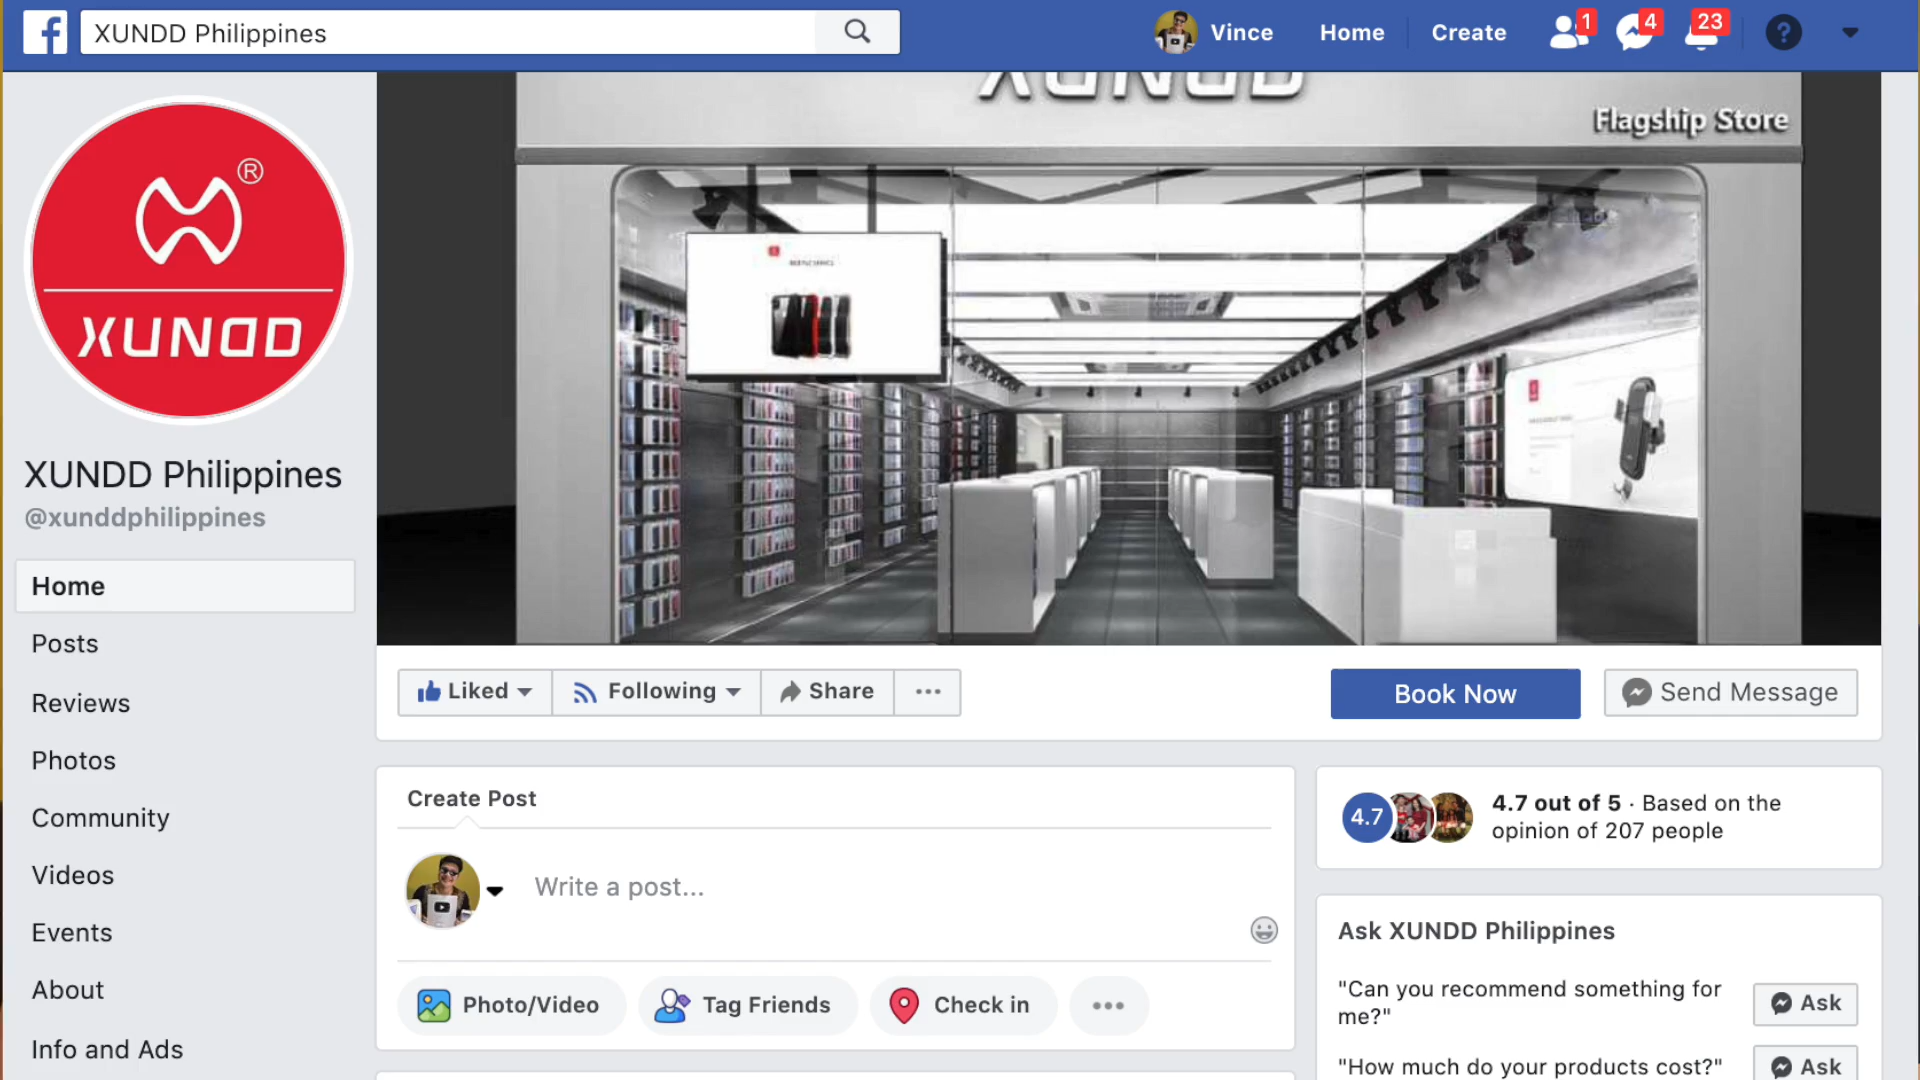 XUNDD Philippines
Vince
Home
Create
1
4
23
?
XUNDD
Flagship Store
®
XUNDD
XUNDD Philippines
@xunddphilippines
Home
Posts
Reviews
Photos
Community
Videos
Events
About
Info and Ads
Liked
Following
Share
Book Now
Send Message
Create Post
Write a post...
Photo/Video
Tag Friends
Check in
4.7
4.7 out of 5 · Based on the
opinion of 207 people
Ask XUNDD Philippines
"Can you recommend something for
me?"
Ask
"How much do your products cost?"
Ask